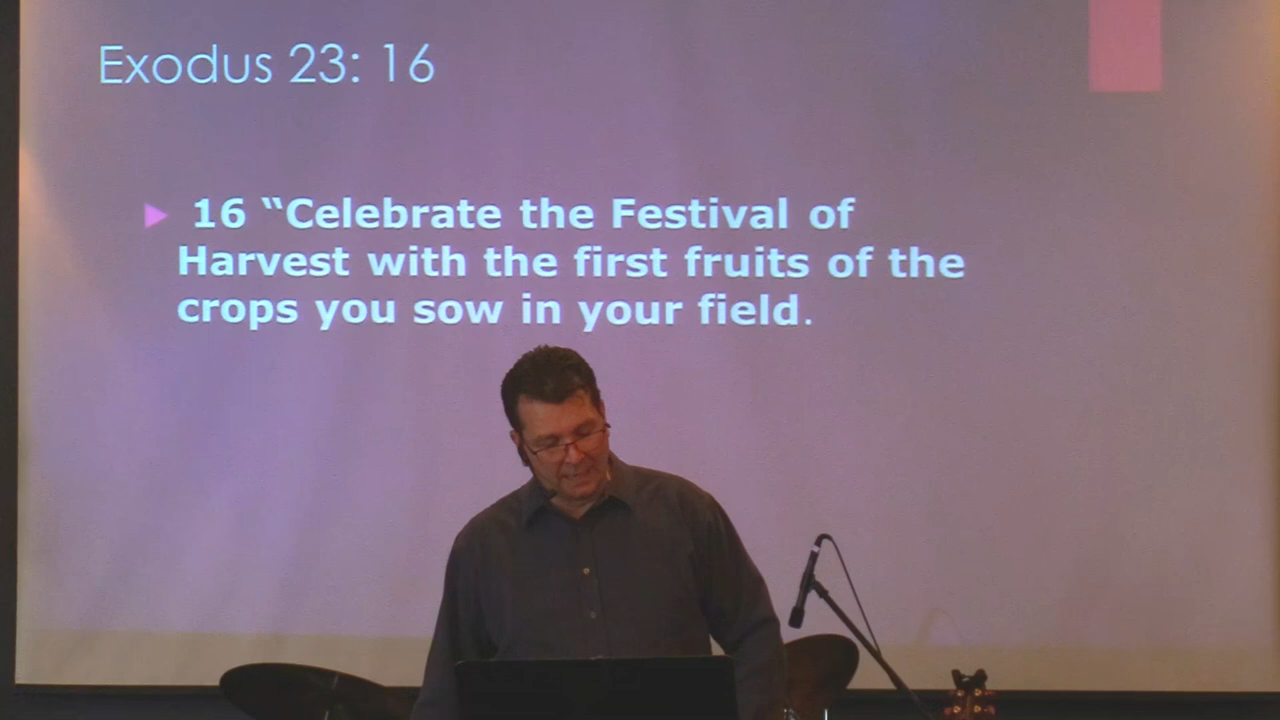 Exodus 23: 16
16 “Celebrate the Festival of
Harvest with the first fruits of the
crops you sow in your field.